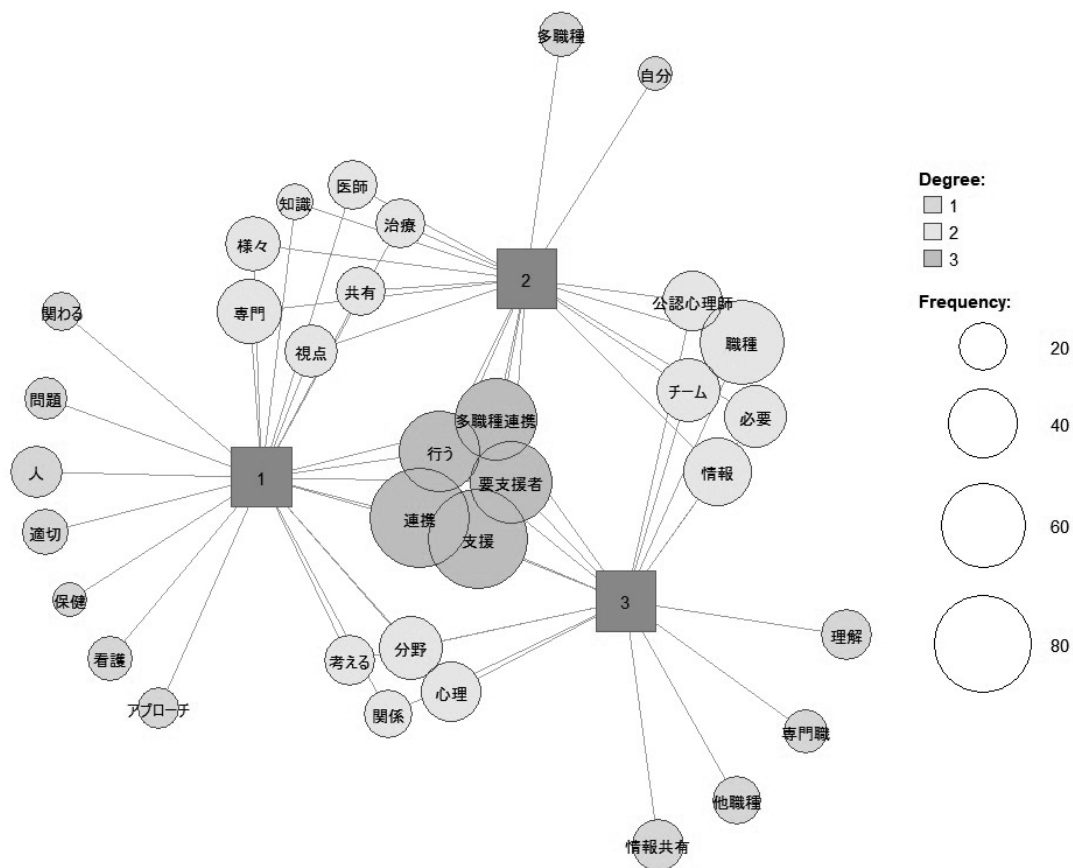 多職種
自分
医師
知識
治療
様々
共有
専門
視点
2
公認心理師
職種
チーム
必要
情報
関わる
問題
人
適切
保健
看護
アプローチ
1
多職種連携
行う
要支援者
連携
支援
3
分野
考える
心理
関係
理解
専門職
他職種
情報共有
Degree:
1
2
3
Frequency:
20
40
60
80